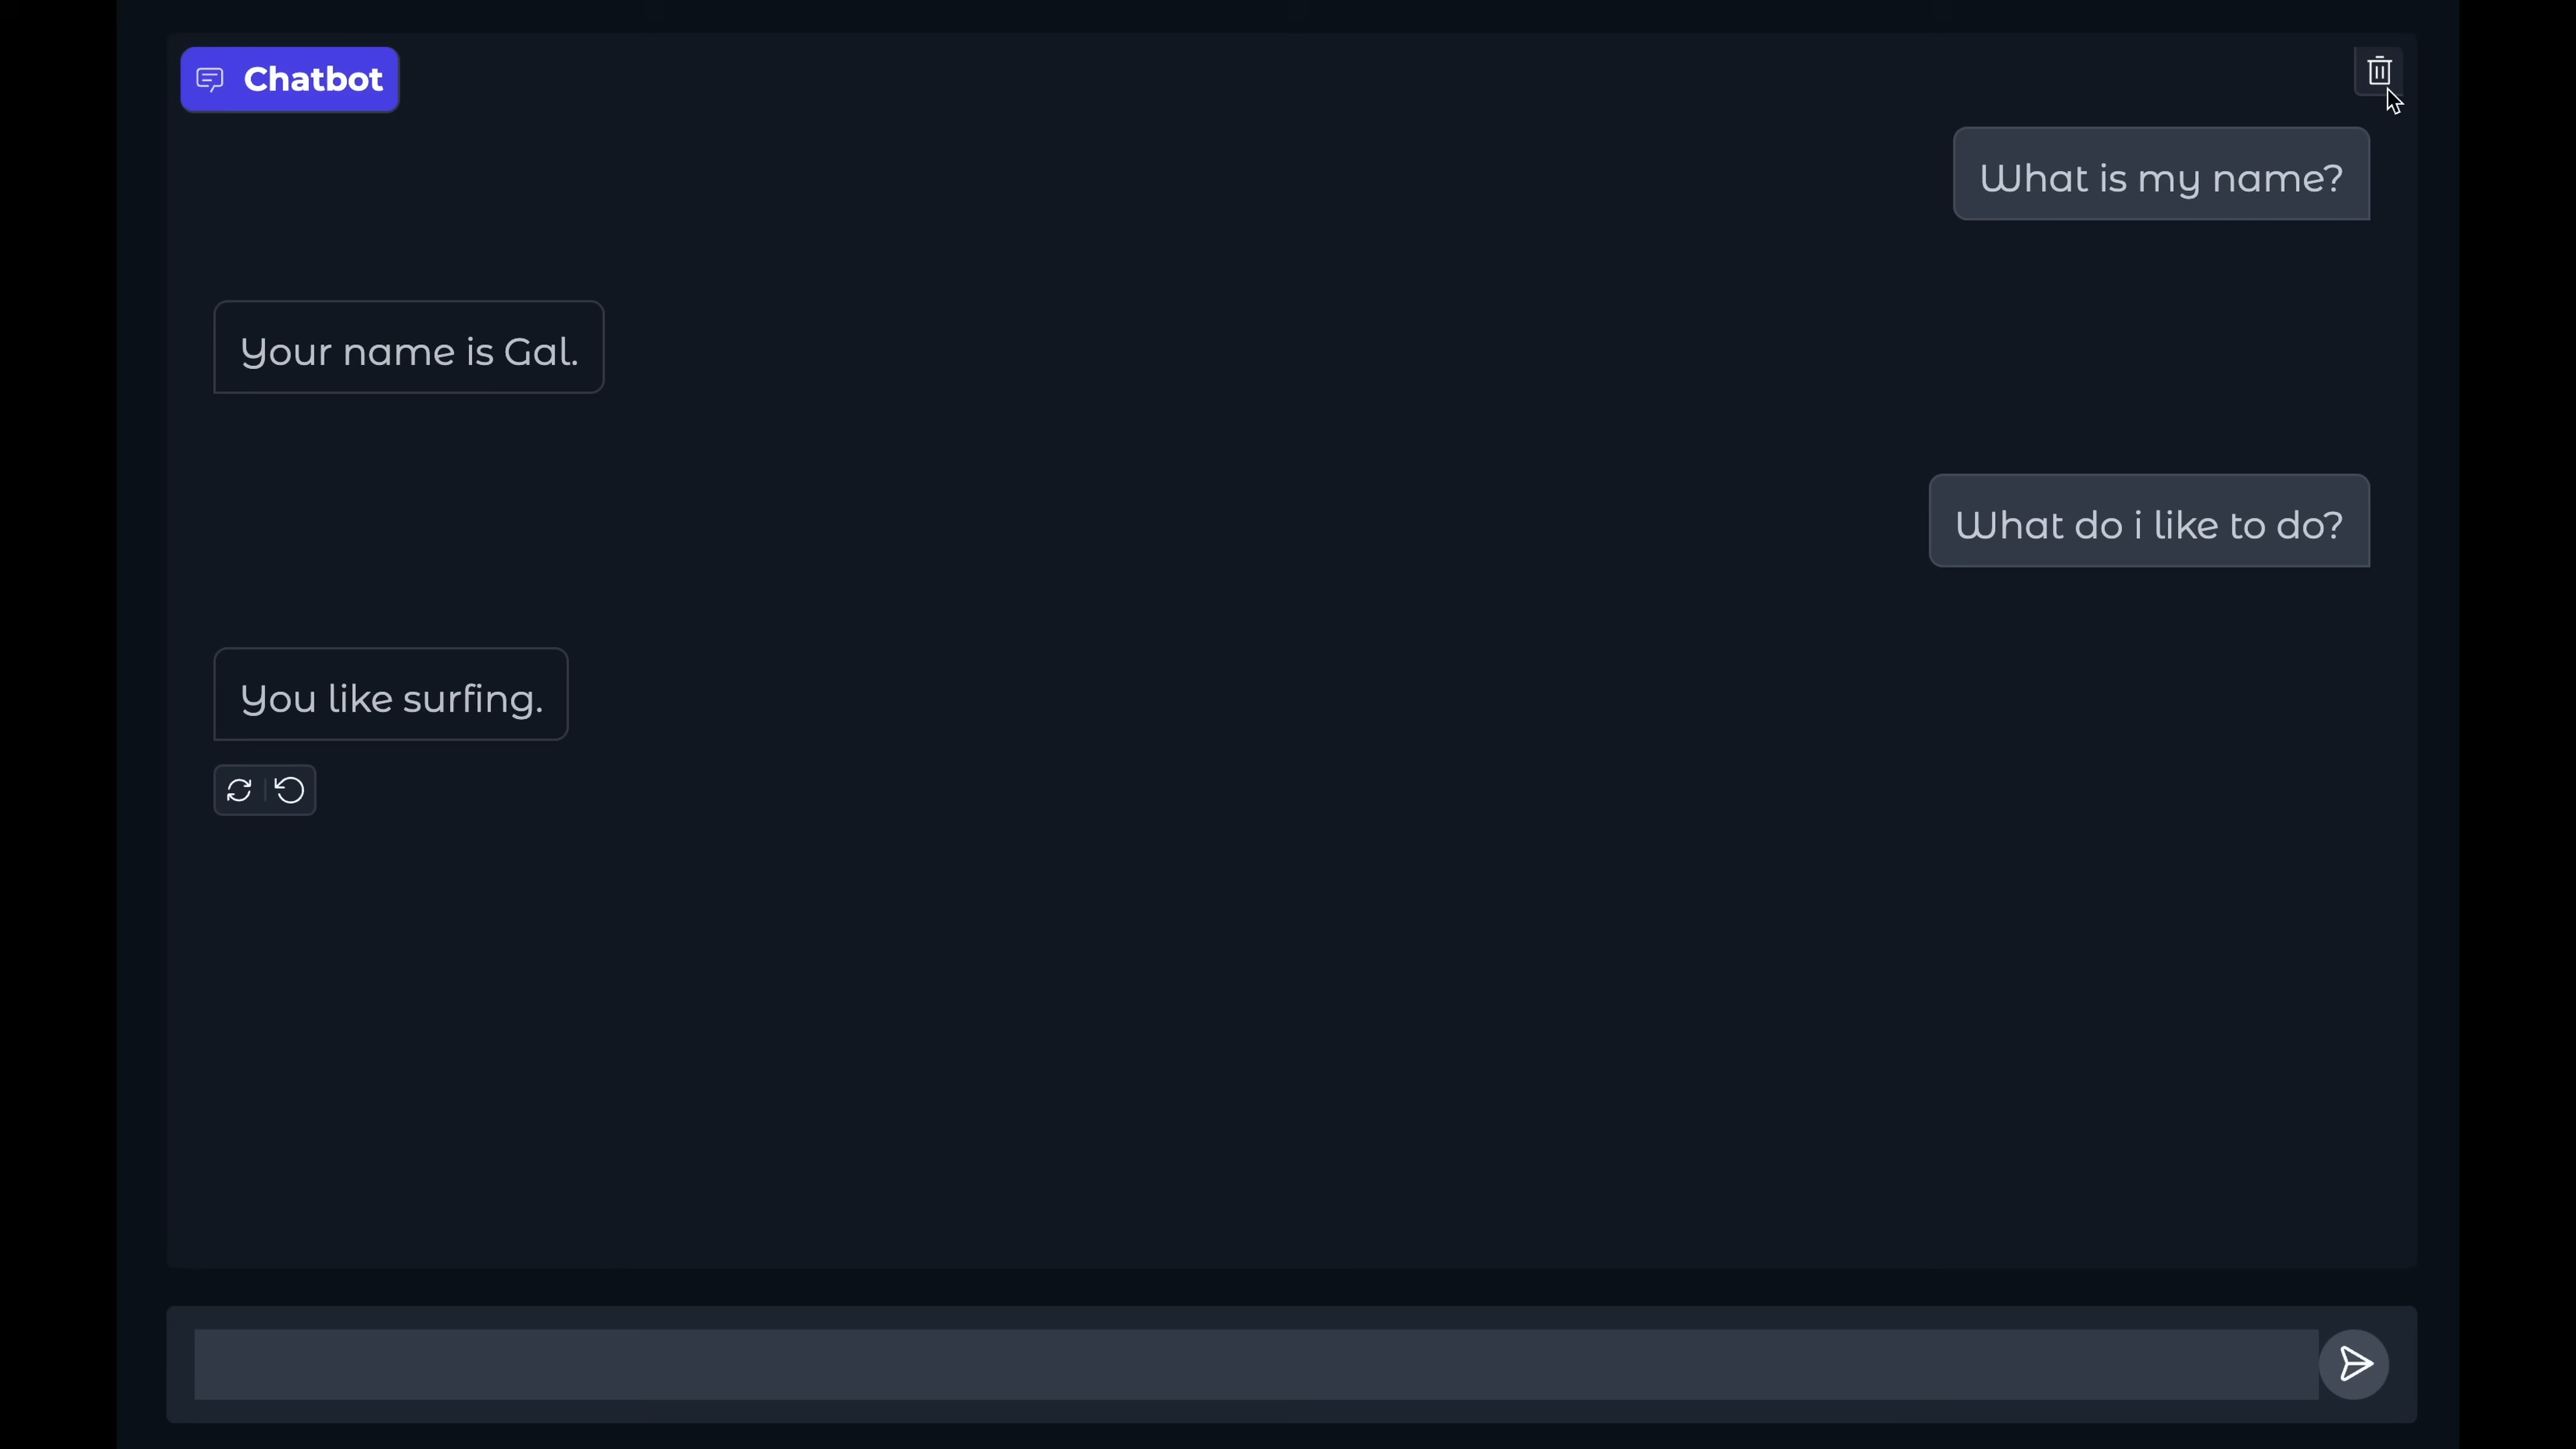 Chatbot
What is my name?
Your name is Gal.
What do i like to do?
You like surfing.